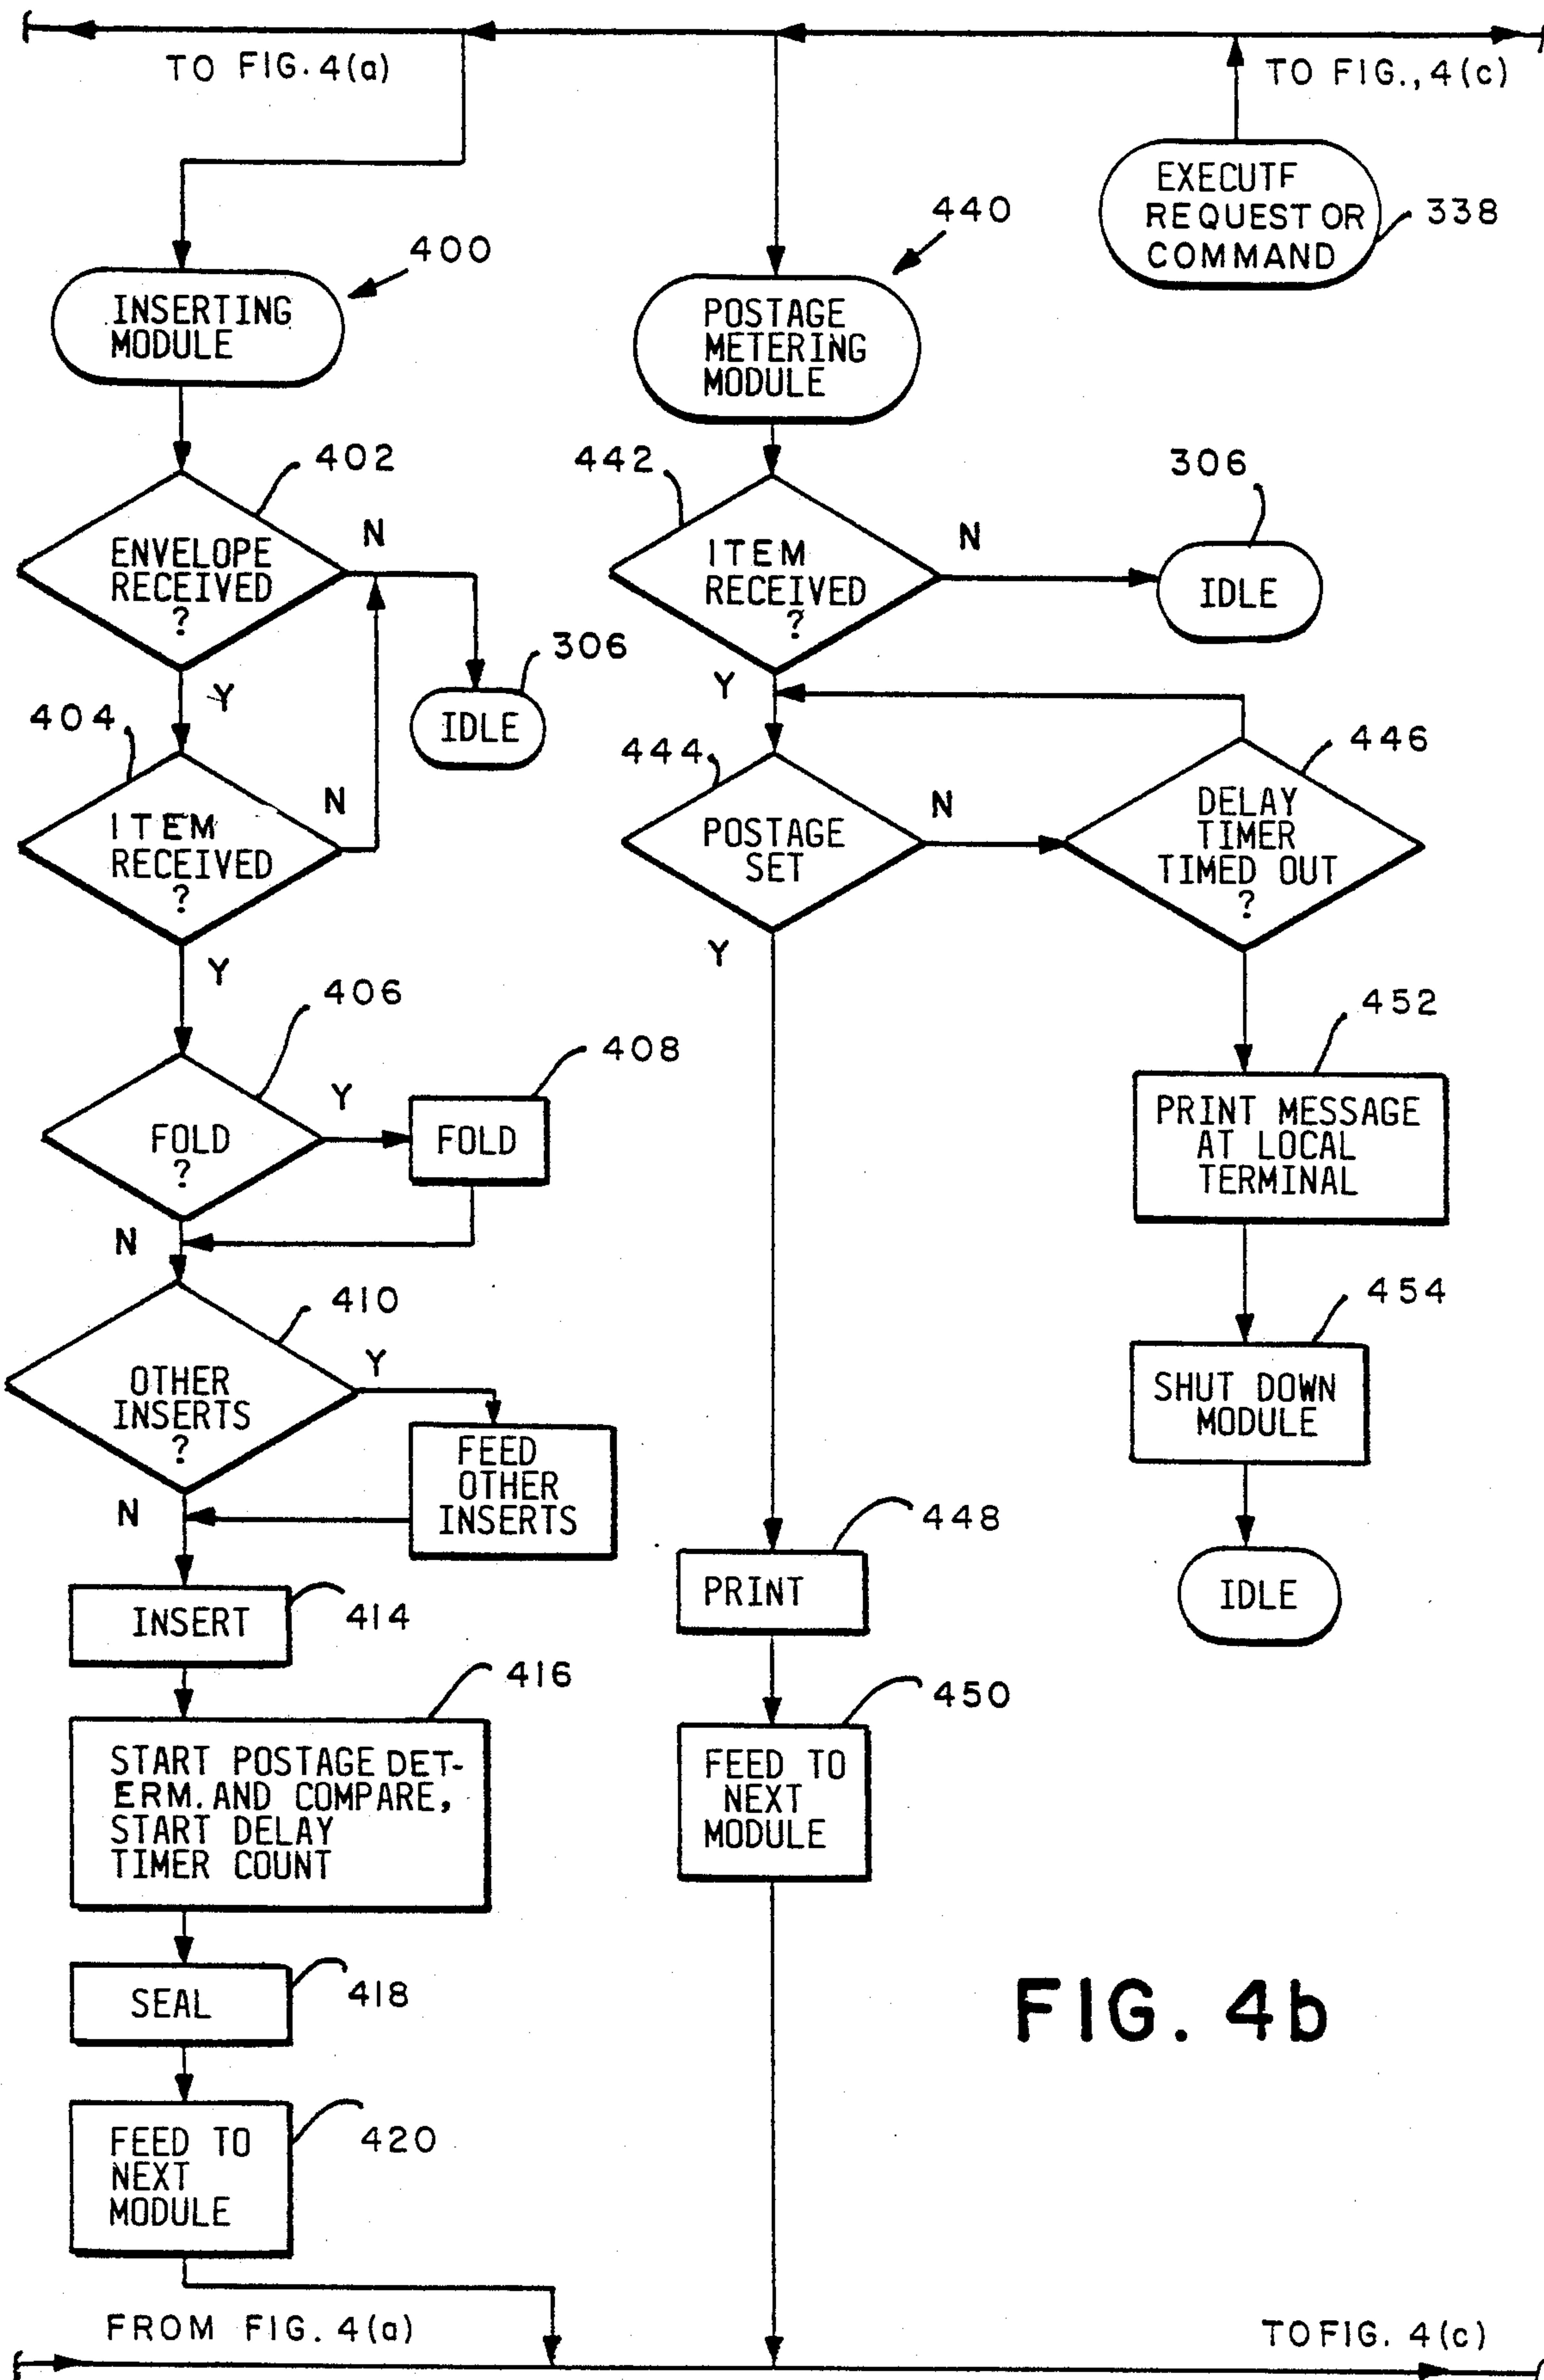 TO FIG. 4(a)
TO FIG., 4(c)
EXECUTF
REQUEST OR
COMMAND
338
400
INSERTING
MODULE
440
POSTAGE
METERING
MODULE
402
ENVELOPE
RECEIVED
?
N
Y
306
IDLE
442
ITEM
RECEIVED
?
N
Y
306
IDLE
404
ITEM
RECEIVED
?
N
Y
444
POSTAGE
SET
N
Y
446
DELAY
TIMER
TIMED OUT
?
406
FOLD
?
Y
N
408
FOLD
452
PRINT MESSAGE
AT LOCAL
TERMINAL
410
OTHER
INSERTS
?
Y
N
FEED
OTHER
INSERTS
454
SHUT DOWN
MODULE
IDLE
414
INSERT
448
PRINT
416
START POSTAGE DET-
ERM. AND COMPARE,
START DELAY
TIMER COUNT
450
FEED TO
NEXT
MODULE
418
SEAL
420
FEED TO
NEXT
MODULE
FIG. 4b
FROM FIG. 4(a)
TO FIG. 4(c)